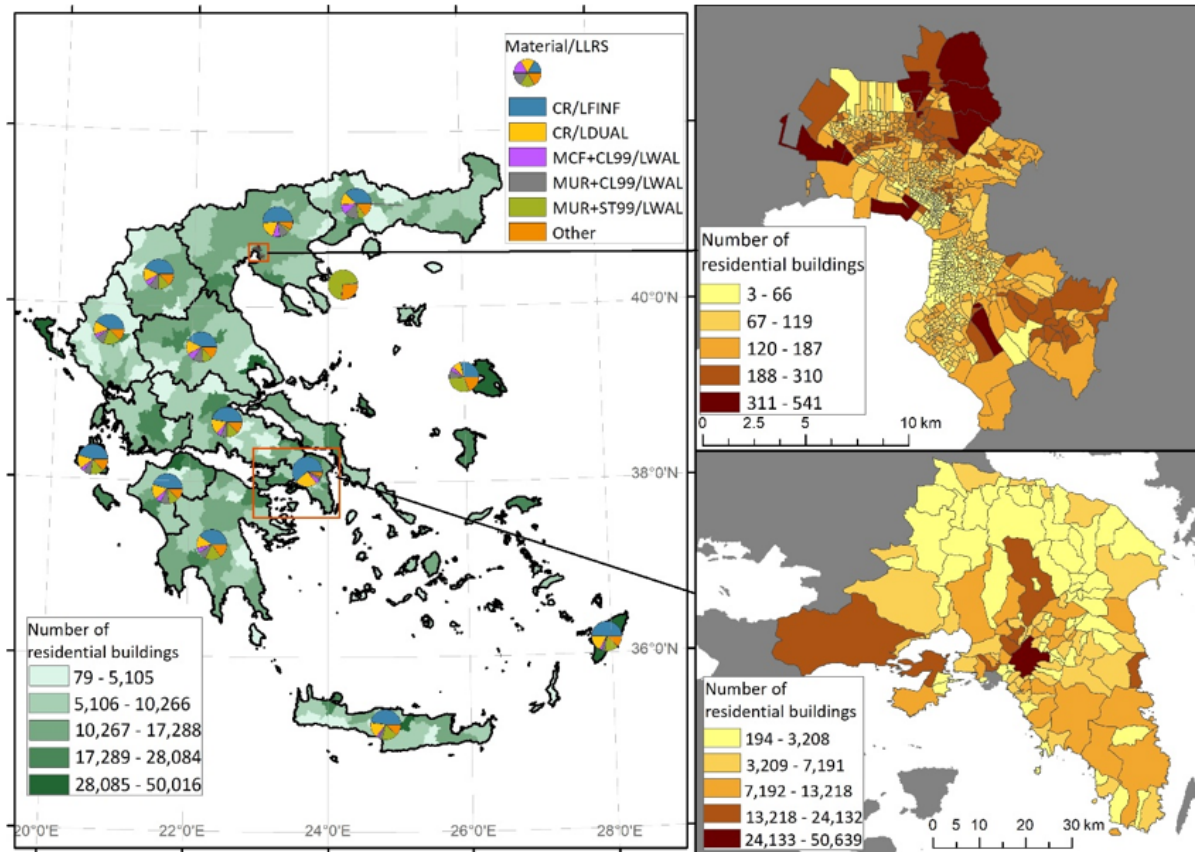 Material/LLRS
CR/LFINF
CR/LDUAL
MCF+CL99/LWAL
MUR+CL99/LWAL
MUR+ST99/LWAL
Other
40°0'N
38°0'N
36°0'N
Number of
residential buildings
79 - 5,105
5,106 - 10,266
10,267 - 17,288
17,289 - 28,084
28,085 - 50,016
20°0'E
22°0'E
24°0'E
26°0'E
28°0'E
Number of
residential buildings
3 - 66
67 - 119
120 - 187
188 - 310
311 - 541
0 2.5 5 10 km
Number of
residential buildings
194 - 3,208
3,209 - 7,191
7,192 - 13,218
13,218 - 24,132
24,133 - 50,639
0 5 10 20 30 km